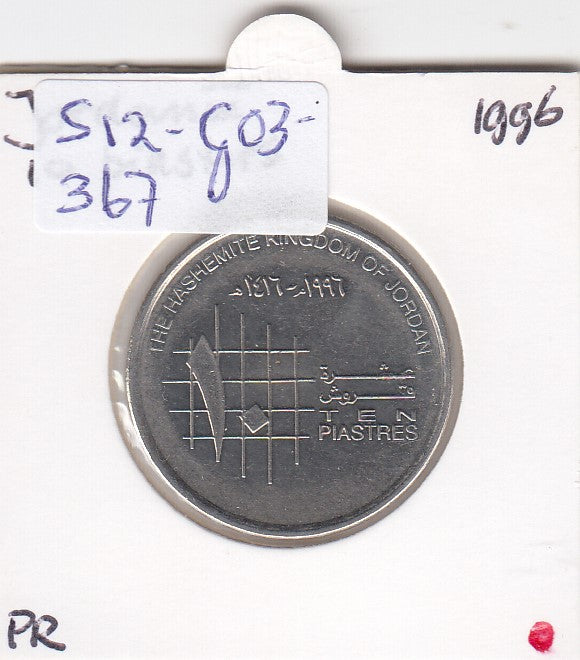 1996
S12-G03-
367
THE HASHEMITE KINGDOM OF JORDAN
١٩٩٦م-١٤١٦هـ
عشرة
قروش
TEN
PIASTRES
PR